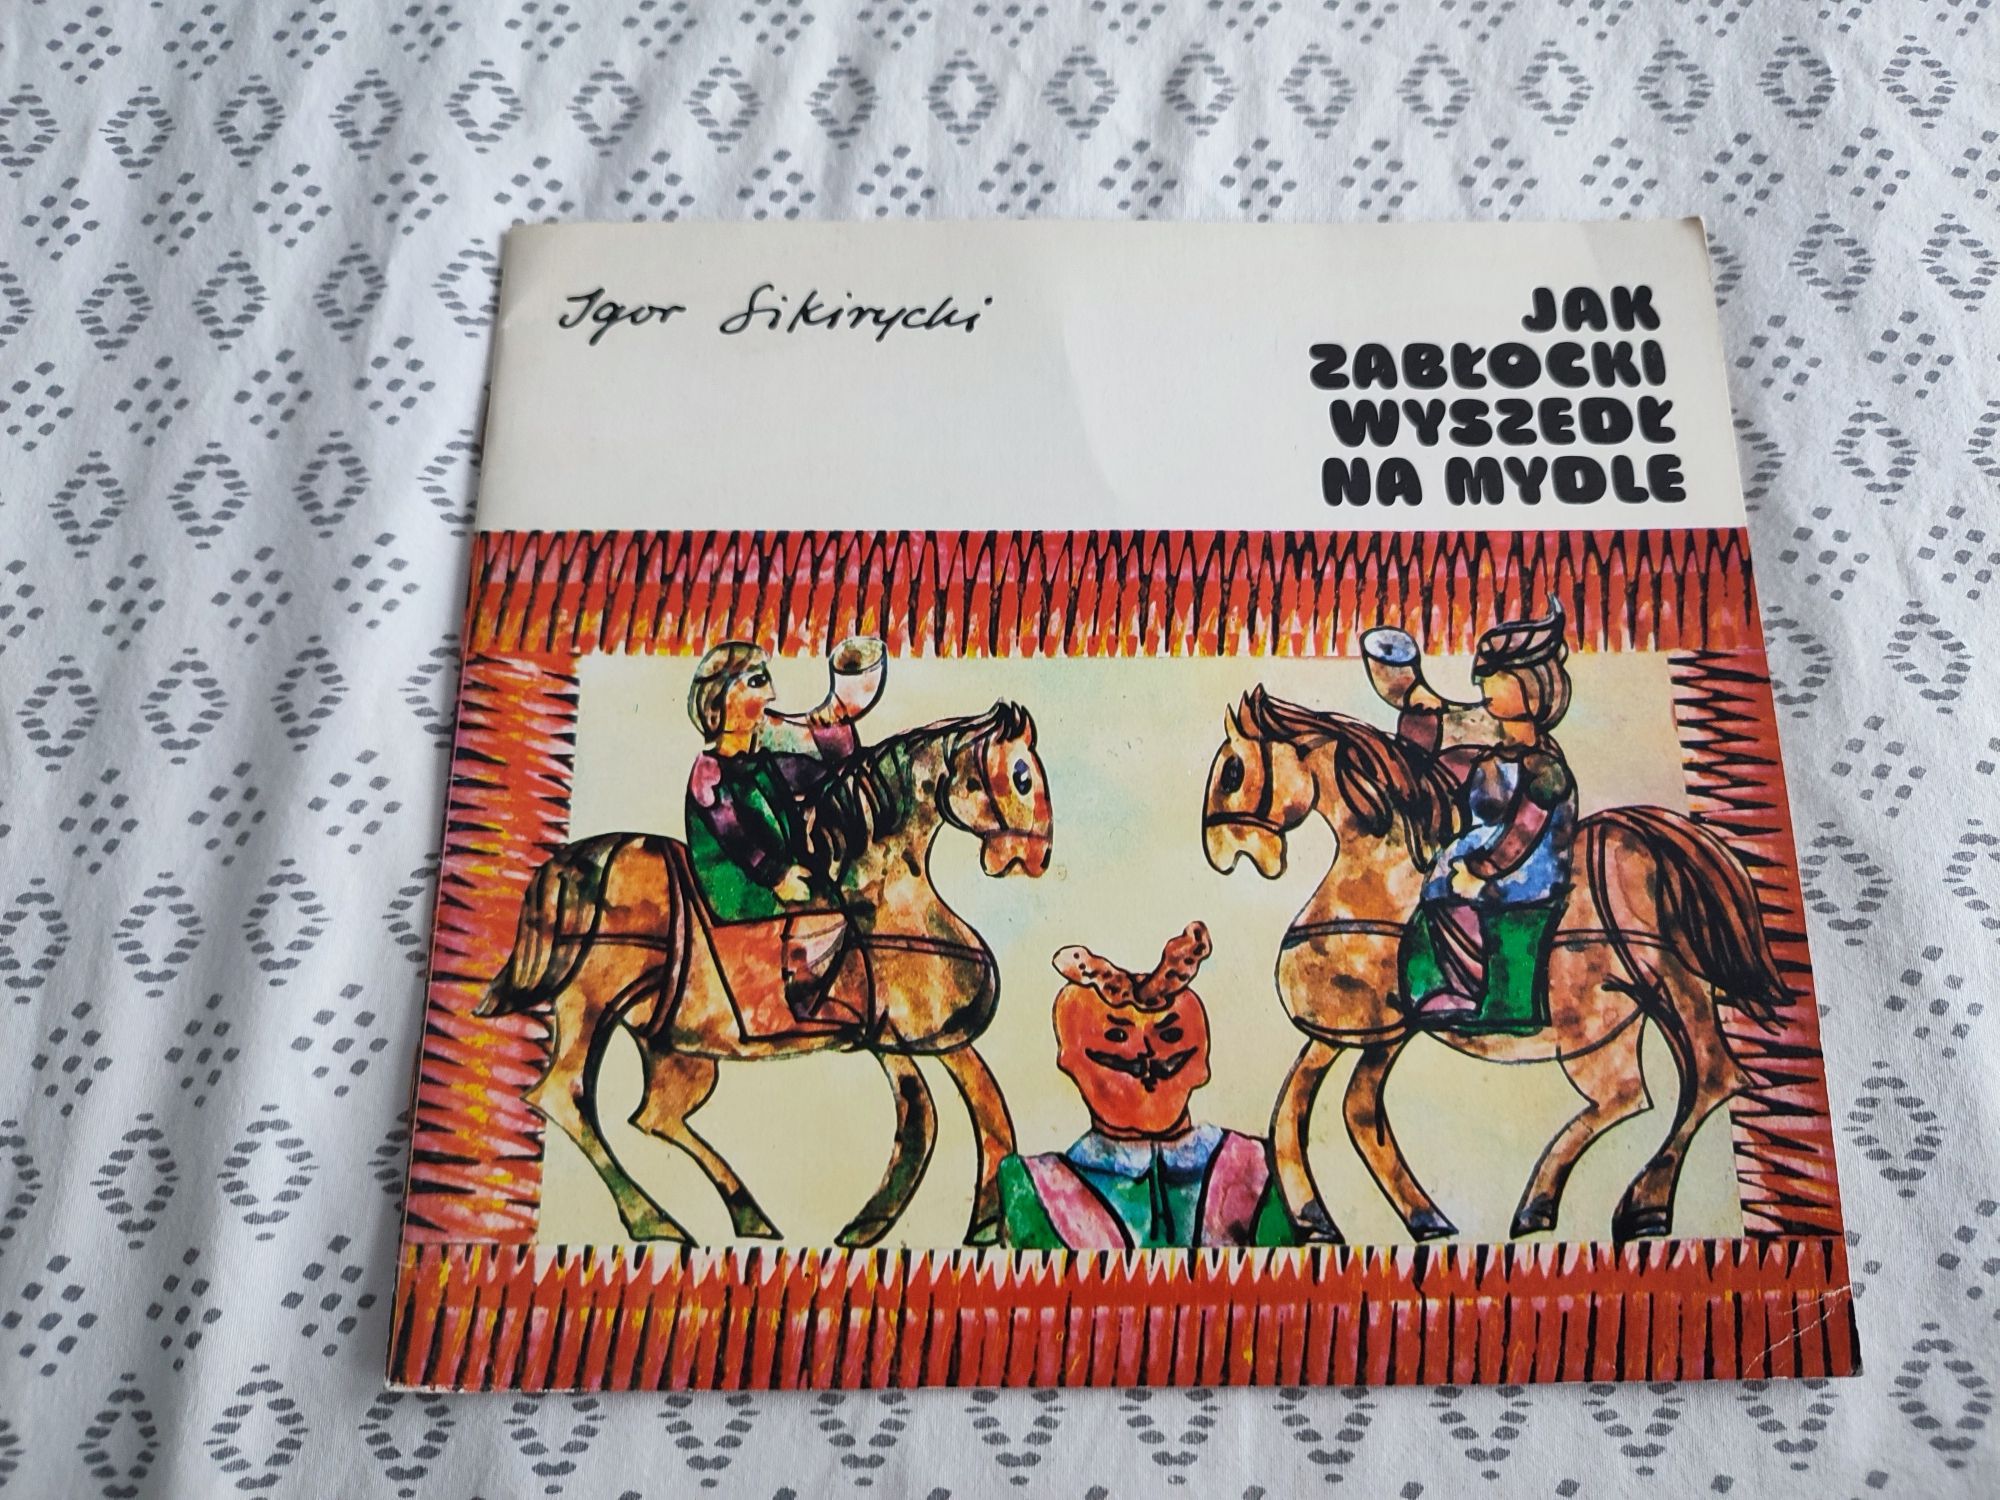 Igor Sikirycki
JAK
ZABŁOCKI
WYSZEDŁ
NA MYDLE